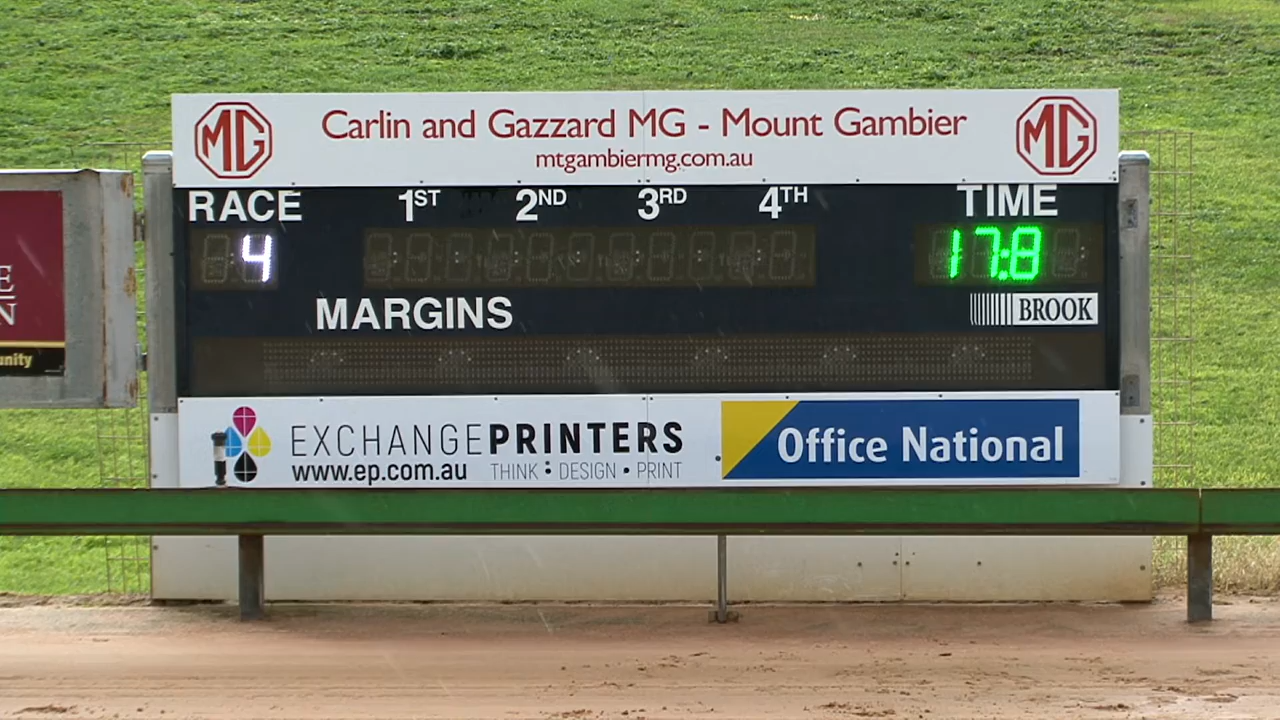 MG Carlin and Gazzard MG - Mount Gambier MG
mtgambiermg.com.au
RACE 1ST 2ND 3RD 4TH TIME
4 17:8
MARGINS
BROOK
E
N
unity
EXCHANGEPRINTERS
www.ep.com.au THINK • DESIGN • PRINT
Office National